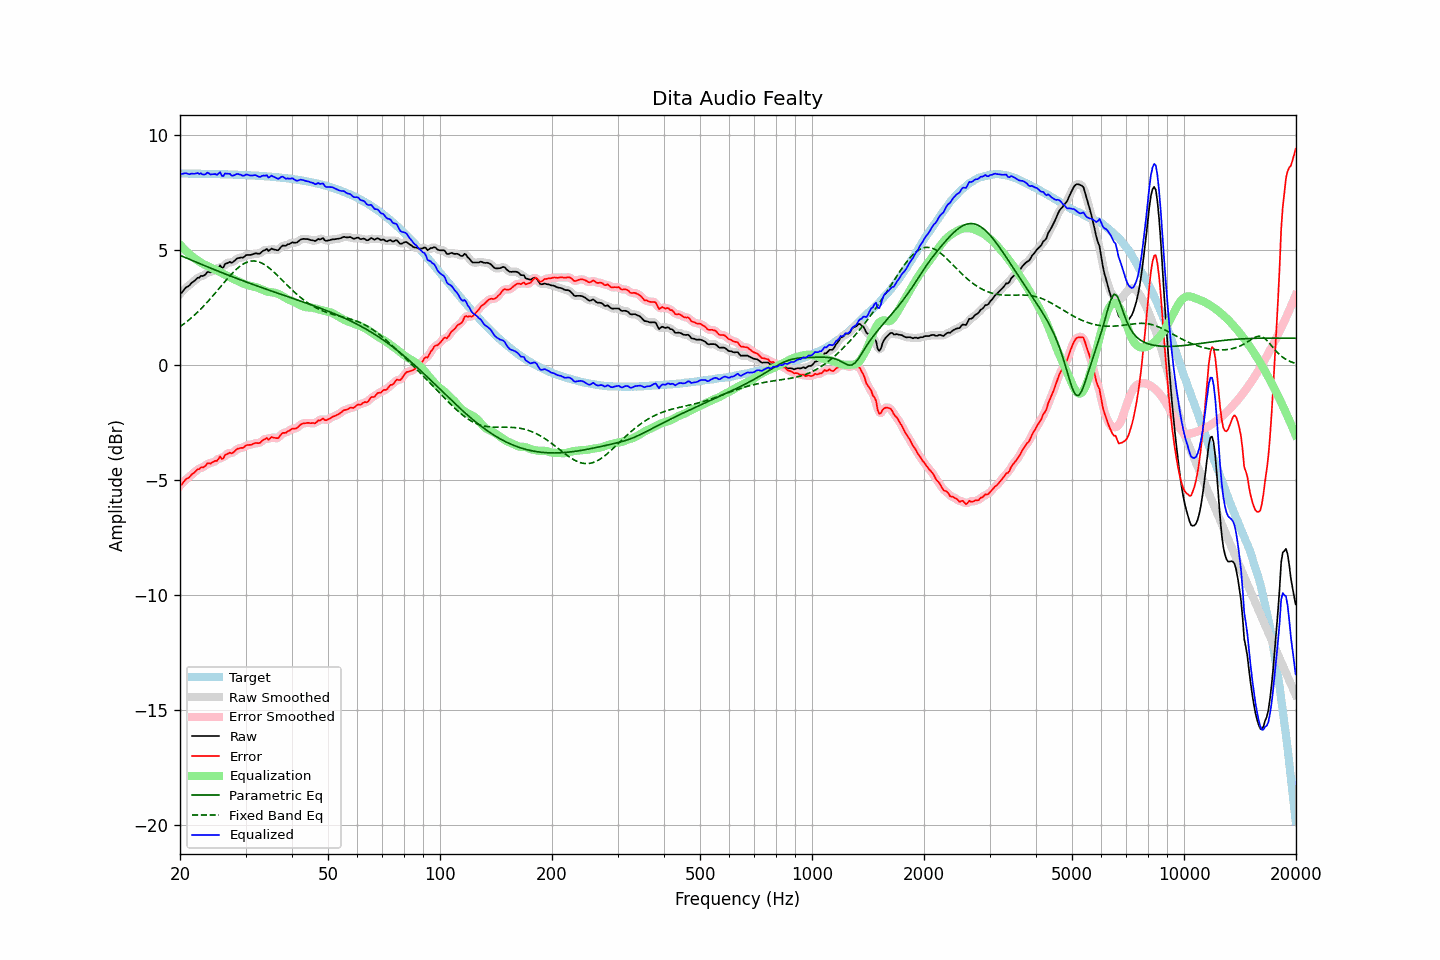 Dita Audio Fealty
Amplitude (dBr)
10
5
0
−5
−10
−15
−20
Target
Raw Smoothed
Error Smoothed
Raw
Error
Equalization
Parametric Eq
Fixed Band Eq
Equalized
20 50 100 200 500 1000 2000 5000 10000 20000
Frequency (Hz)